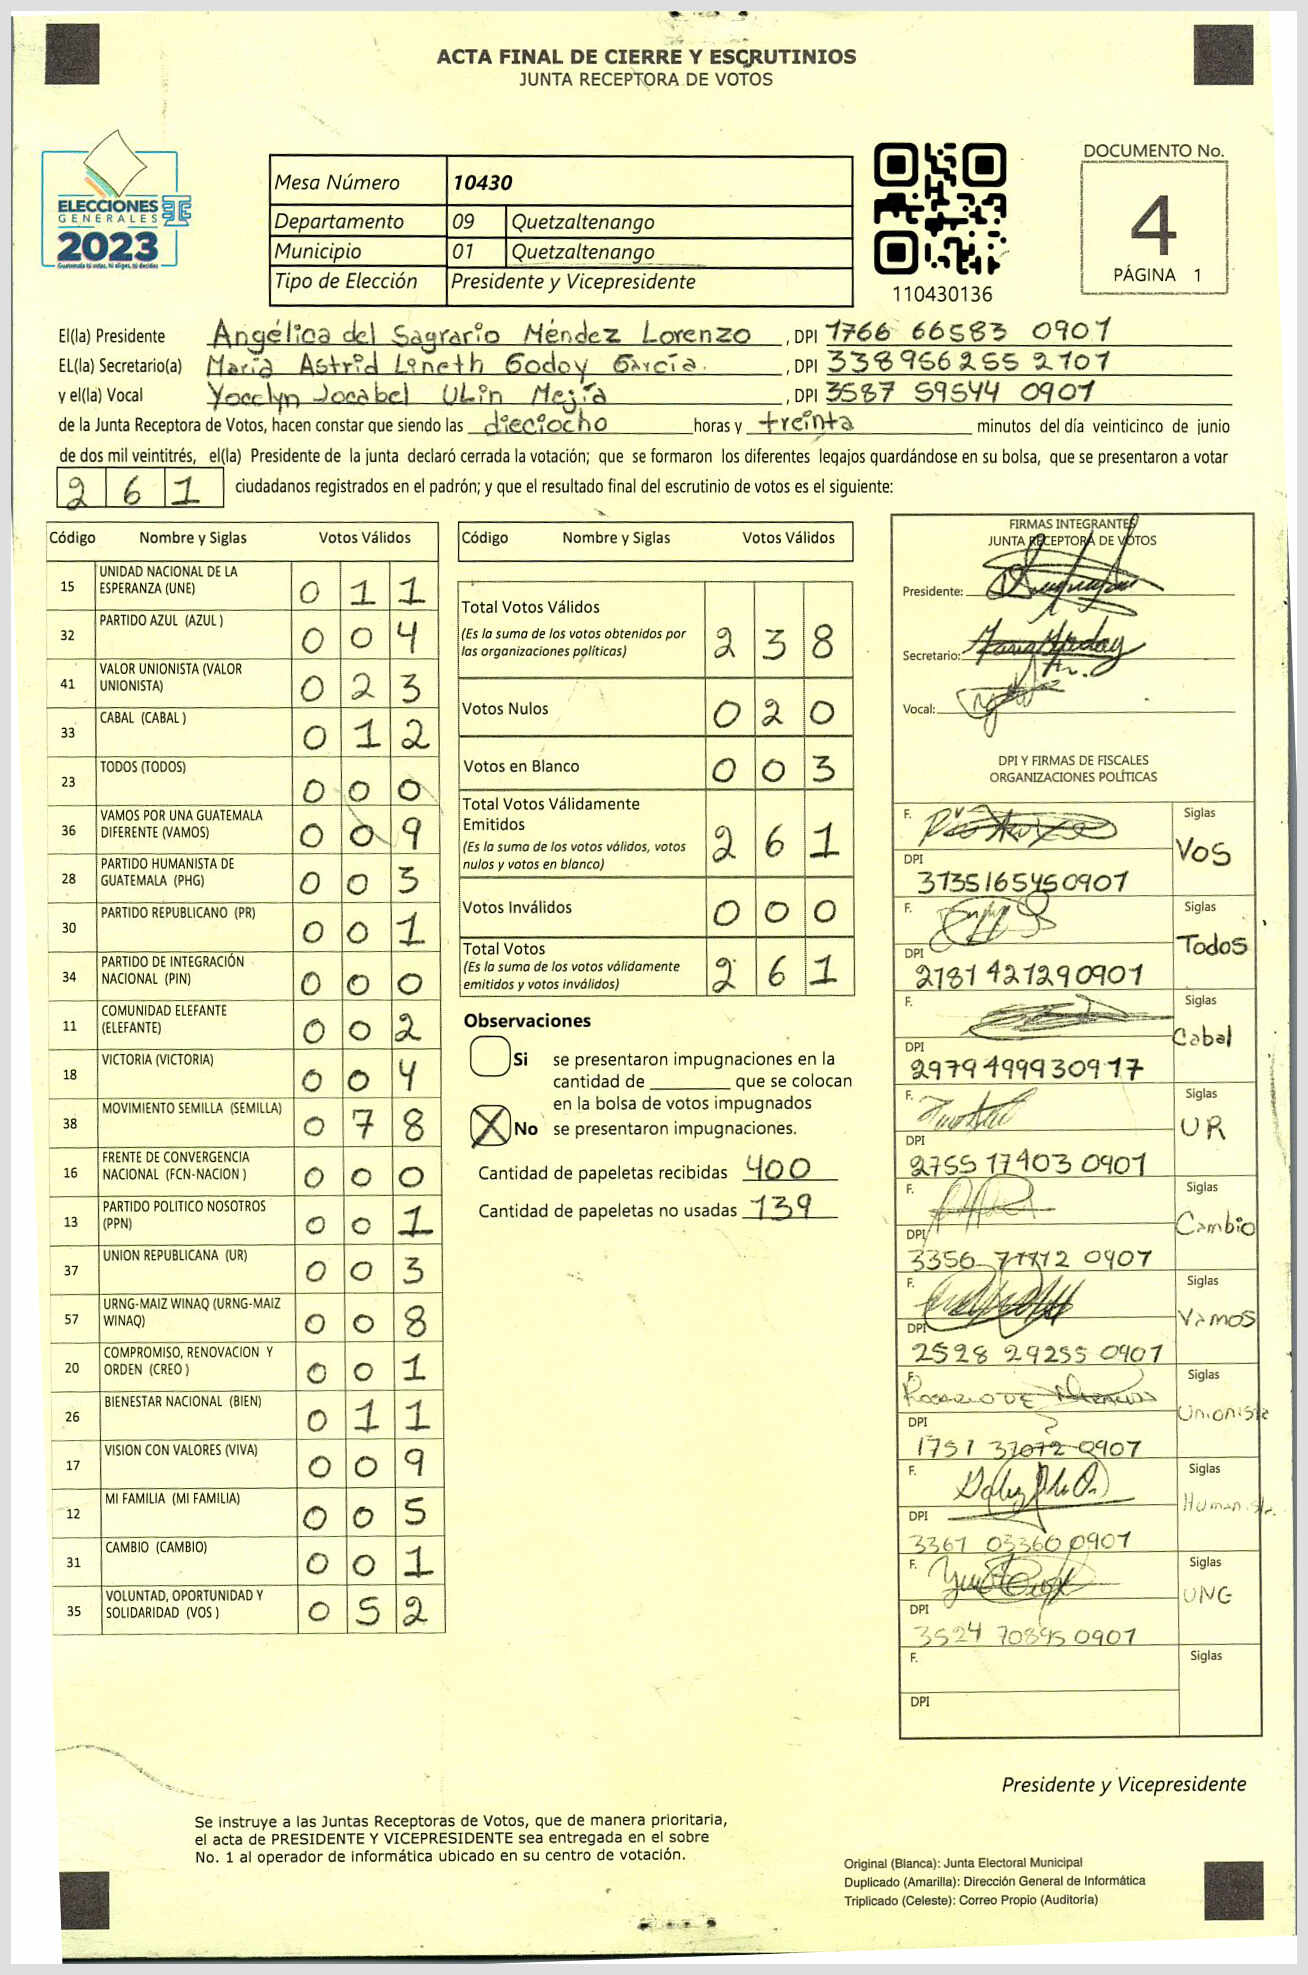 ACTA FINAL DE CIERRE Y ESCRUTINIOS
JUNTA RECEPTORA DE VOTOS
ELECCIONES
GENERALES
2023
Guatemala tú votas, tú eliges, tú decides
Mesa Número 10430
Departamento 09 Quetzaltenango
Municipio 01 Quetzaltenango
Tipo de Elección Presidente y Vicepresidente
110430136
DOCUMENTO No.
4
PÁGINA 1
El(la) Presidente Angélica del Sagrario Méndez Lorenzo, DPI 1766 66583 0901
EL(la) Secretario(a) María Astrid Lineth Godoy García., DPI 338956255 2101
y el(la) Vocal Yocelyn Jocabel ULin Mejía, DPI 3587 59544 0901
de la Junta Receptora de Votos, hacen constar que siendo las dieciocho horas y treinta minutos del día veinticinco de junio
de dos mil veintitrés, el(la) Presidente de la junta declaró cerrada la votación; que se formaron los diferentes legajos guardándose en su bolsa, que se presentaron a votar
261 ciudadanos registrados en el padrón; y que el resultado final del escrutinio de votos es el siguiente:
Código Nombre y Siglas Votos Válidos
15 UNIDAD NACIONAL DE LA ESPERANZA (UNE) 0 1 1
32 PARTIDO AZUL (AZUL ) 0 0 4
41 VALOR UNIONISTA (VALOR UNIONISTA) 0 2 3
33 CABAL (CABAL ) 0 1 2
23 TODOS (TODOS) 0 0 0
36 VAMOS POR UNA GUATEMALA DIFERENTE (VAMOS) 0 0 9
28 PARTIDO HUMANISTA DE GUATEMALA (PHG) 0 0 3
30 PARTIDO REPUBLICANO (PR) 0 0 1
34 PARTIDO DE INTEGRACIÓN NACIONAL (PIN) 0 0 0
11 COMUNIDAD ELEFANTE (ELEFANTE) 0 0 2
18 VICTORIA (VICTORIA) 0 0 4
38 MOVIMIENTO SEMILLA (SEMILLA) 0 7 8
16 FRENTE DE CONVERGENCIA NACIONAL (FCN-NACION ) 0 0 0
13 PARTIDO POLITICO NOSOTROS (PPN) 0 0 1
37 UNION REPUBLICANA (UR) 0 0 3
57 URNG-MAIZ WINAQ (URNG-MAIZ WINAQ) 0 0 8
20 COMPROMISO, RENOVACION Y ORDEN (CREO ) 0 0 1
26 BIENESTAR NACIONAL (BIEN) 0 1 1
17 VISION CON VALORES (VIVA) 0 0 9
12 MI FAMILIA (MI FAMILIA) 0 0 5
31 CAMBIO (CAMBIO) 0 0 1
35 VOLUNTAD, OPORTUNIDAD Y SOLIDARIDAD (VOS ) 0 5 2
Código Nombre y Siglas Votos Válidos
Total Votos Válidos 2 3 8
(Es la suma de los votos obtenidos por
las organizaciones políticas)
Votos Nulos 0 2 0
Votos en Blanco 0 0 3
Total Votos Válidamente
Emitidos 2 6 1
(Es la suma de los votos válidos, votos
nulos y votos en blanco)
Votos Inválidos 0 0 0
Total Votos 2 6 1
(Es la suma de los votos válidamente
emitidos y votos inválidos)
Observaciones
Si se presentaron impugnaciones en la
cantidad de ________ que se colocan
en la bolsa de votos impugnados
X No se presentaron impugnaciones.
Cantidad de papeletas recibidas 400
Cantidad de papeletas no usadas 139
FIRMAS INTEGRANTES
JUNTA RECEPTORA DE VOTOS
Presidente:
Secretario:
Vocal:
DPI Y FIRMAS DE FISCALES
ORGANIZACIONES POLÍTICAS
F. Siglas VOS
DPI 3135165450901
F. Siglas Todos
DPI 2181 421290901
F. Siglas Cabal
DPI 2979499930917
F. Siglas UR
DPI 2755 17403 0901
F. Siglas Cambio
DPI 3356 0907
F. Siglas Vamos
DPI 2528 29255 0901
F. Rosario DE Siglas Unionista
DPI 1751 37072 0907
F. Siglas Humanista.
DPI 3361 03360 0901
F. Siglas UNE
DPI 3524 70895 0901
F. Siglas
DPI
Presidente y Vicepresidente
Se instruye a las Juntas Receptoras de Votos, que de manera prioritaria,
el acta de PRESIDENTE Y VICEPRESIDENTE sea entregada en el sobre
No. 1 al operador de informática ubicado en su centro de votación.
Original (Blanca): Junta Electoral Municipal
Duplicado (Amarilla): Dirección General de Informática
Triplicado (Celeste): Correo Propio (Auditoría)